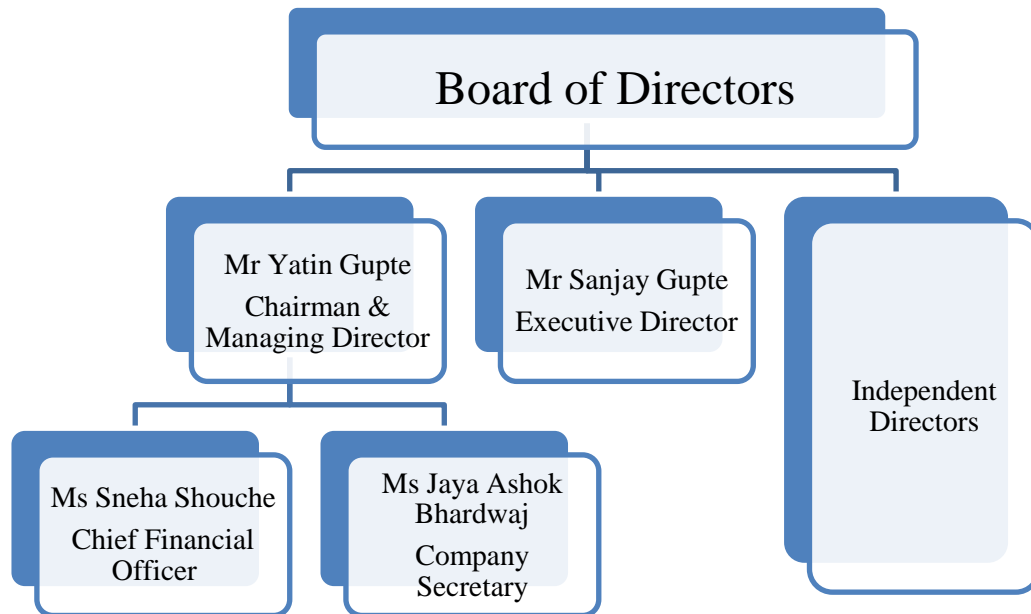 Board of Directors
Mr Yatin Gupte
Chairman &
Managing Director
Mr Sanjay Gupte
Executive Director
Independent
Directors
Ms Sneha Shouche
Chief Financial
Officer
Ms Jaya Ashok
Bhardwaj
Company
Secretary